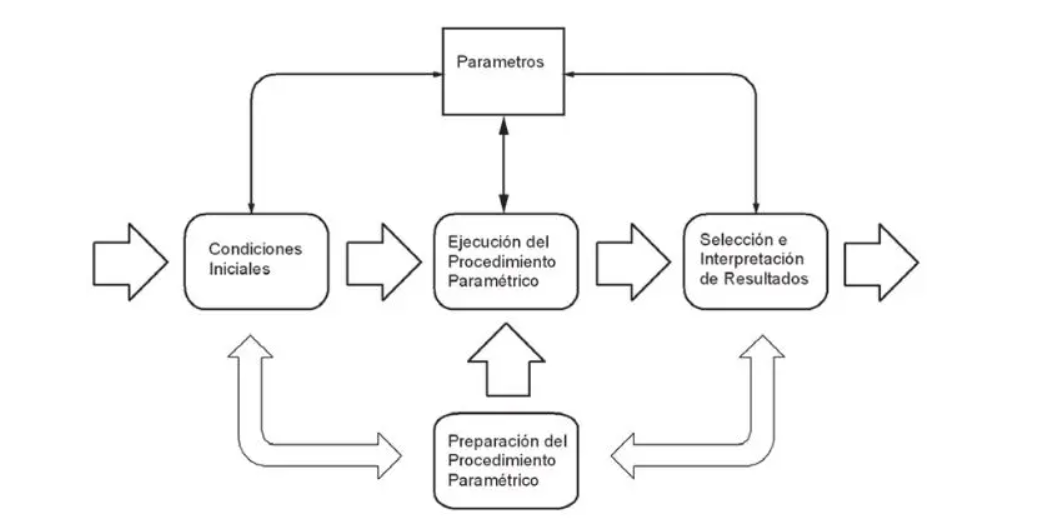 Parametros
Condiciones
Iniciales
Ejecución del
Procedimiento
Paramétrico
Selección e
Interpretación
de Resultados
Preparación del
Procedimiento
Paramétrico